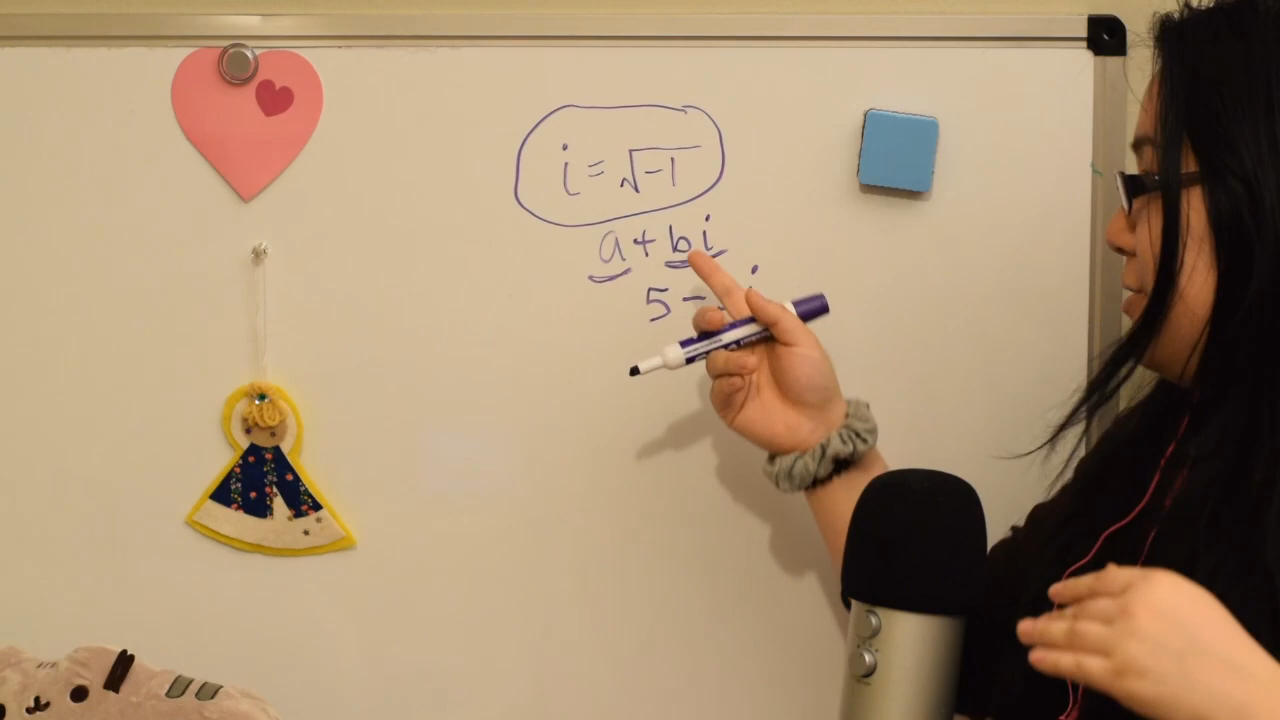 i = √-1
a + bi
5 - i